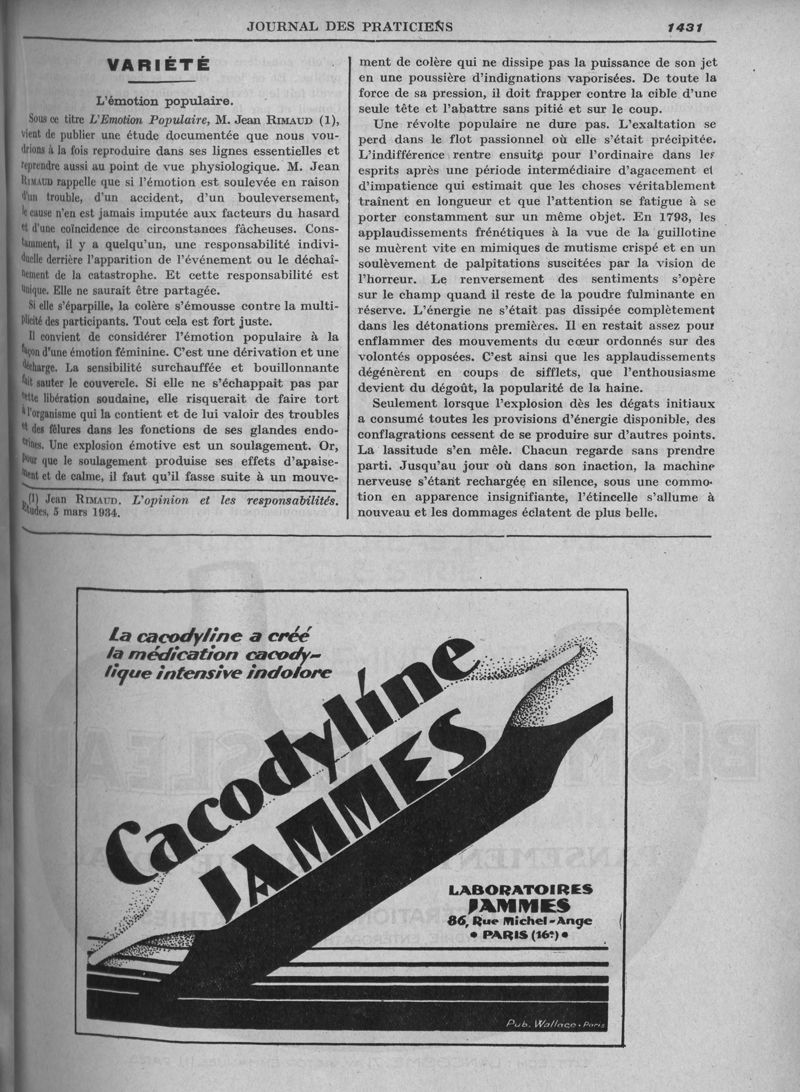 JOURNAL DES PRATICIENS
1431
VARIÉTÉ
L'émotion populaire.
Sous ce titre L'Emotion Populaire, M. Jean RIMAUD (1),
vient de publier une étude documentée que nous vou-
drions à la fois reproduire dans ses lignes essentielles et
reprendre aussi au point de vue physiologique. M. Jean
RIMAUD rappelle que si l'émotion est soulevée en raison
d'un trouble, d'un accident, d'un bouleversement,
la cause n'en est jamais imputée aux facteurs du hasard
et d'une coïncidence de circonstances fâcheuses. Cons-
tamment, il y a quelqu'un, une responsabilité indivi-
duelle derrière l'apparition de l'événement ou le déchaî-
nement de la catastrophe. Et cette responsabilité est
unique. Elle ne saurait être partagée.
Si elle s'éparpille, la colère s'émousse contre la multi-
plicité des participants. Tout cela est fort juste.
Il convient de considérer l'émotion populaire à la
façon d'une émotion féminine. C'est une dérivation et une
décharge. La sensibilité surchauffée et bouillonnante
fait sauter le couvercle. Si elle ne s'échappait pas par
cette libération soudaine, elle risquerait de faire tort
à l'organisme qui la contient et de lui valoir des troubles
et des fêlures dans les fonctions de ses glandes endo-
crines. Une explosion émotive est un soulagement. Or,
pour que le soulagement produise ses effets d'apaise-
ment et de calme, il faut qu'il fasse suite à un mouve-
(1) Jean RIMAUD. L'opinion et les responsabilités.
Etudes, 5 mars 1934.
ment de colère qui ne dissipe pas la puissance de son jet
en une poussière d'indignations vaporisées. De toute la
force de sa pression, il doit frapper contre la cible d'une
seule tête et l'abattre sans pitié et sur le coup.
Une révolte populaire ne dure pas. L'exaltation se
perd dans le flot passionnel où elle s'était précipitée.
L'indifférence rentre ensuite pour l'ordinaire dans les
esprits après une période intermédiaire d'agacement et
d'impatience qui estimait que les choses véritablement
traînent en longueur et que l'attention se fatigue à se
porter constamment sur un même objet. En 1793, les
applaudissements frénétiques à la vue de la guillotine
se muèrent vite en mimiques de mutisme crispé et en un
soulèvement de palpitations suscitées par la vision de
l'horreur. Le renversement des sentiments s'opère
sur le champ quand il reste de la poudre fulminante en
réserve. L'énergie ne s'était pas dissipée complètement
dans les détonations premières. Il en restait assez pour
enflammer des mouvements du cœur ordonnés sur des
volontés opposées. C'est ainsi que les applaudissements
dégénèrent en coups de sifflets, que l'enthousiasme
devient du dégoût, la popularité de la haine.
Seulement lorsque l'explosion dès les dégats initiaux
a consumé toutes les provisions d'énergie disponible, des
conflagrations cessent de se produire sur d'autres points.
La lassitude s'en mêle. Chacun regarde sans prendre
parti. Jusqu'au jour où dans son inaction, la machine
nerveuse s'étant rechargée en silence, sous une commo-
tion en apparence insignifiante, l'étincelle s'allume à
nouveau et les dommages éclatent de plus belle.
La cacodyline a créé
la médication cacody-
lique intensive indolore
Cacodyline
JAMMES
LABORATOIRES
JAMMES
86, Rue Michel-Ange
• PARIS (16e) •
Pub. Wallace - Paris